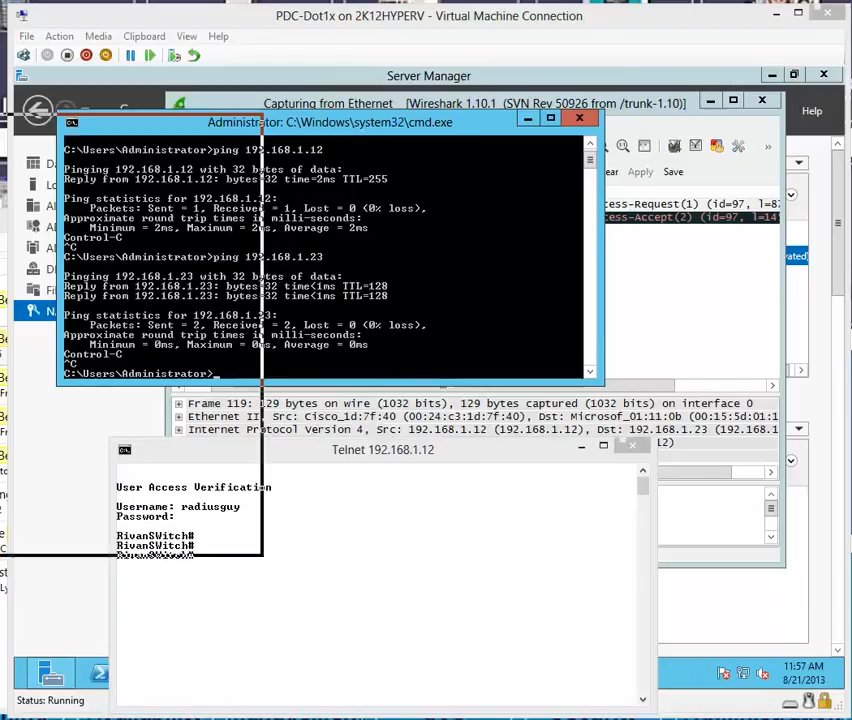 PDC-Dot1x on 2K12HYPERV - Virtual Machine Connection
File Action Media Clipboard View Help
Server Manager
Capturing from Ethernet [Wireshark 1.10.1 (SVN Rev 50926 from /trunk-1.10)]
Help
Administrator: C:\Windows\system32\cmd.exe
C:\Users\Administrator>ping 192.168.1.12
Pinging 192.168.1.12 with 32 bytes of data:
Reply from 192.168.1.12: bytes=32 time=2ms TTL=255
Ping statistics for 192.168.1.12:
Packets: Sent = 1, Received = 1, Lost = 0 (0% loss),
Approximate round trip times in milli-seconds:
Minimum = 2ms, Maximum = 2ms, Average = 2ms
Control-C
^C
C:\Users\Administrator>ping 192.168.1.23
Pinging 192.168.1.23 with 32 bytes of data:
Reply from 192.168.1.23: bytes=32 time<1ms TTL=128
Reply from 192.168.1.23: bytes=32 time<1ms TTL=128
Ping statistics for 192.168.1.23:
Packets: Sent = 2, Received = 2, Lost = 0 (0% loss),
Approximate round trip times in milli-seconds:
Minimum = 0ms, Maximum = 0ms, Average = 0ms
Control-C
^C
C:\Users\Administrator>_
Apply Save
cess-Request(1) (id=97, l=87
cess-Accept(2) (id=97, l=14
Frame 119: 129 bytes on wire (1032 bits), 129 bytes captured (1032 bits) on interface 0
Ethernet II, Src: Cisco_1d:7f:40 (00:24:c3:1d:7f:40), Dst: Microsof_01:11:0b (00:15:5d:01:1
Internet Protocol Version 4, Src: 192.168.1.12 (192.168.1.12), Dst: 192.168.1.23 (192.168.1
12)
Telnet 192.168.1.12
User Access Verification
Username: radiusguy
Password:
RivanSWitch#
RivanSWitch#
RivanSWitch#
11:57 AM
8/21/2013
Status: Running